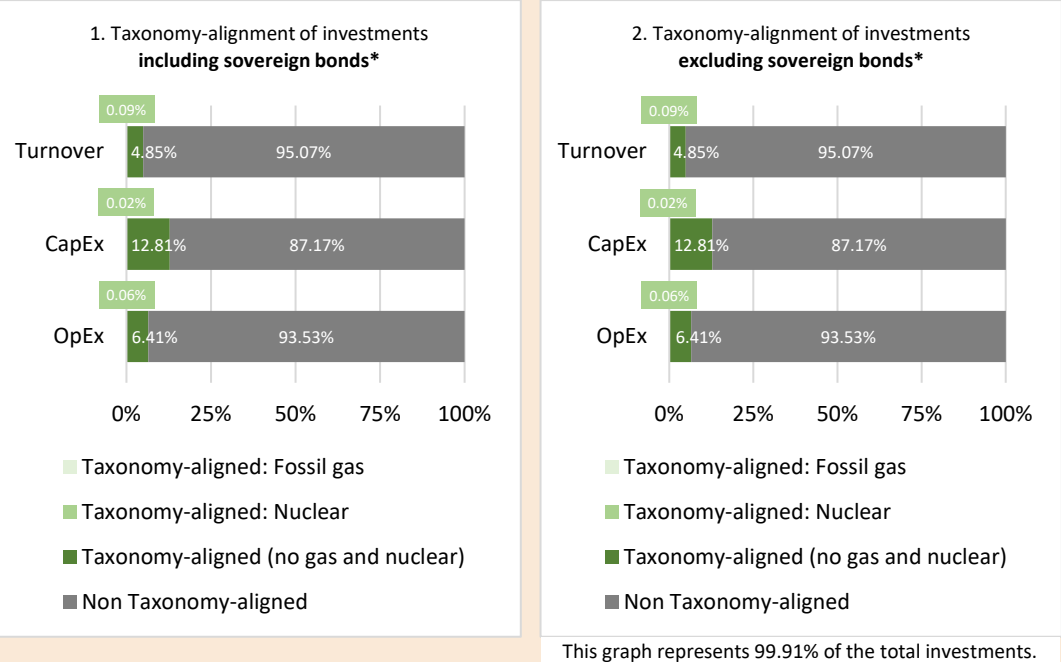 1. Taxonomy-alignment of investments
including sovereign bonds*
0.09%
Turnover 4.85% 95.07%
0.02%
CapEx 12.81% 87.17%
0.06%
OpEx 6.41% 93.53%
0% 25% 50% 75% 100%
Taxonomy-aligned: Fossil gas
Taxonomy-aligned: Nuclear
Taxonomy-aligned (no gas and nuclear)
Non Taxonomy-aligned
2. Taxonomy-alignment of investments
excluding sovereign bonds*
0.09%
Turnover 4.85% 95.07%
0.02%
CapEx 12.81% 87.17%
0.06%
OpEx 6.41% 93.53%
0% 25% 50% 75% 100%
Taxonomy-aligned: Fossil gas
Taxonomy-aligned: Nuclear
Taxonomy-aligned (no gas and nuclear)
Non Taxonomy-aligned
This graph represents 99.91% of the total investments.